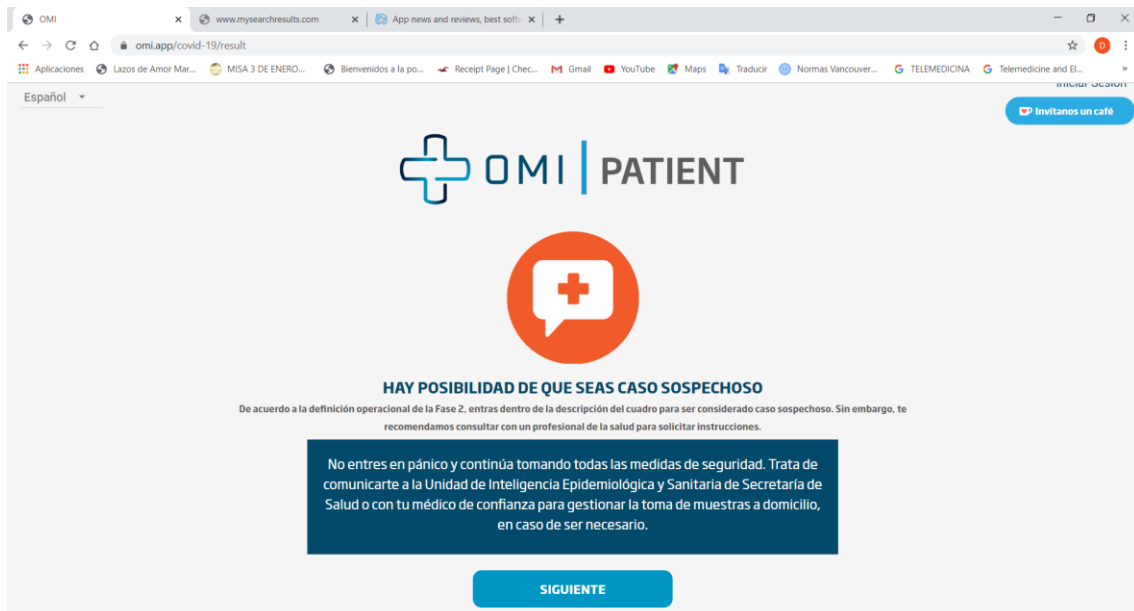 OMI
www.mysearchresults.com
App news and reviews, best softw
omi.app/covid-19/result
D
Aplicaciones
Lazos de Amor Mar...
MISA 3 DE ENERO...
Bienvenidos a la po...
Receipt Page | Chec...
Gmail
YouTube
Maps
Traducir
Normas Vancouver...
TELEMEDICINA
Telemedicine and El...
»
Español
Iniciar Sesión
Invítanos un café
OMI | PATIENT
HAY POSIBILIDAD DE QUE SEAS CASO SOSPECHOSO
De acuerdo a la definición operacional de la Fase 2, entras dentro de la descripción del cuadro para ser considerado caso sospechoso. Sin embargo, te
recomendamos consultar con un profesional de la salud para solicitar instrucciones.
No entres en pánico y continúa tomando todas las medidas de seguridad. Trata de
comunicarte a la Unidad de Inteligencia Epidemiológica y Sanitaria de Secretaría de
Salud o con tu médico de confianza para gestionar la toma de muestras a domicilio,
en caso de ser necesario.
SIGUIENTE